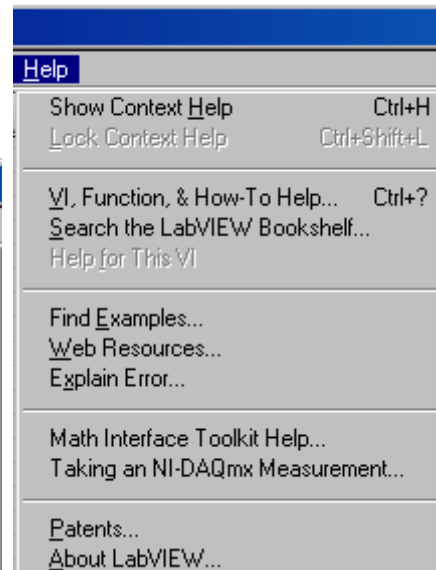 Help
Show Context Help Ctrl+H
Lock Context Help Ctrl+Shift+L
VI, Function, & How-To Help... Ctrl+?
Search the LabVIEW Bookshelf...
Help for This VI
Find Examples...
Web Resources...
Explain Error...
Math Interface Toolkit Help...
Taking an NI-DAQmx Measurement...
Patents...
About LabVIEW...